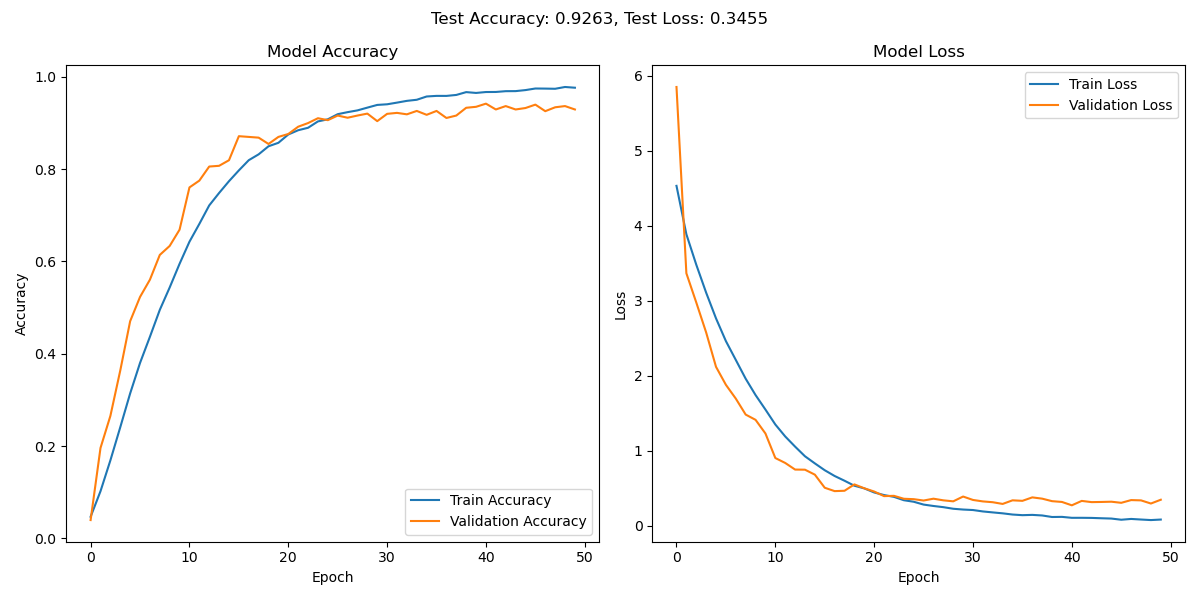 Test Accuracy: 0.9263, Test Loss: 0.3455
Model Accuracy
1.0
0.8
0.6
0.4
0.2
0.0
Accuracy
0 10 20 30 40 50
Epoch
Train Accuracy
Validation Accuracy
Model Loss
6
5
4
3
2
1
0
Loss
0 10 20 30 40 50
Epoch
Train Loss
Validation Loss